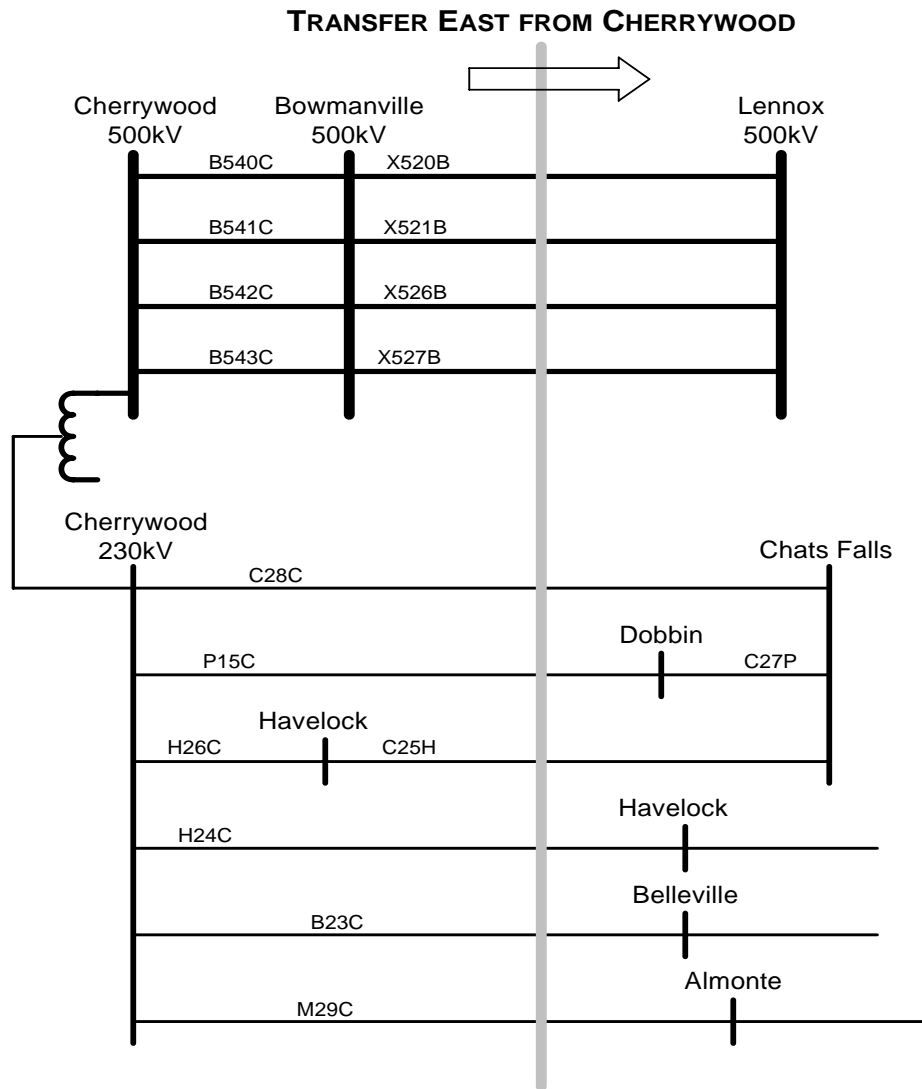 TRANSFER EAST FROM CHERRYWOOD
Cherrywood
500kV
Bowmanville
500kV
Lennox
500kV
B540C
X520B
B541C
X521B
B542C
X526B
B543C
X527B
Cherrywood
230kV
Chats Falls
C28C
Dobbin
P15C
C27P
Havelock
H26C
C25H
Havelock
H24C
Belleville
B23C
Almonte
M29C